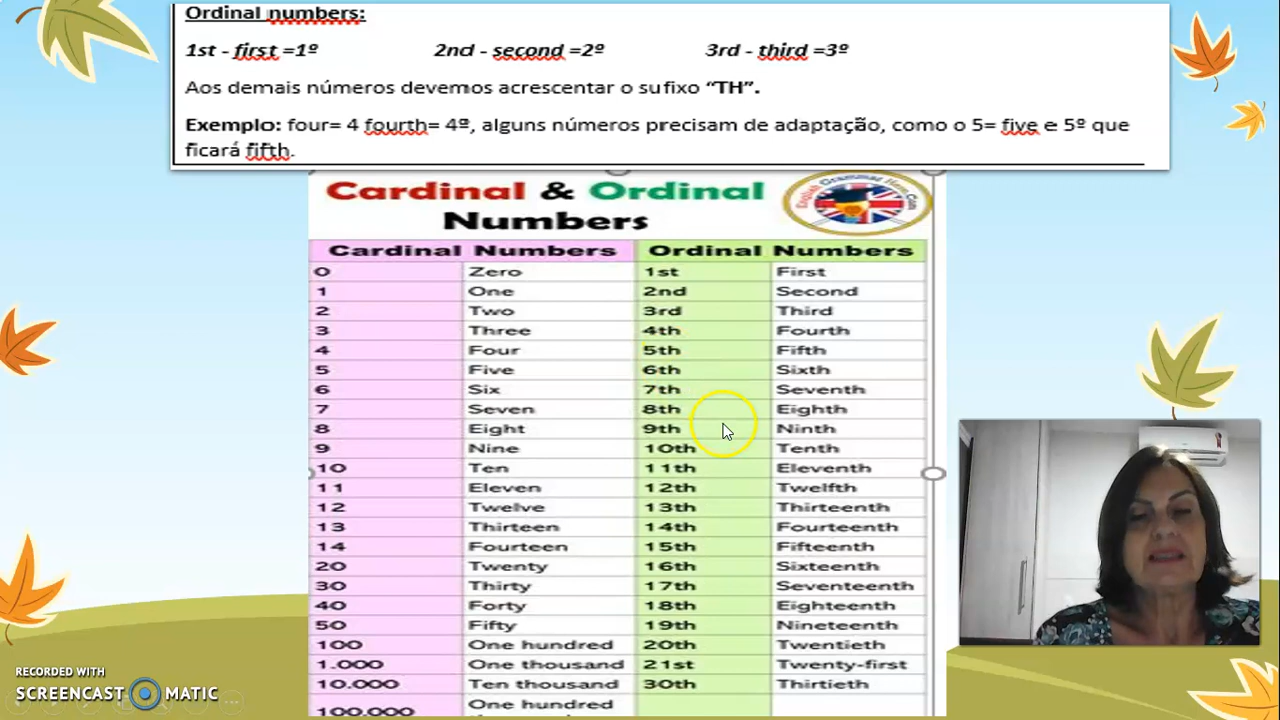 Ordinal numbers:
1st - first =1º 2nd - second =2º 3rd - third =3º
Aos demais números devemos acrescentar o sufixo “TH”.
Exemplo: four= 4 fourth= 4º, alguns números precisam de adaptação, como o 5= five e 5º que
ficará fifth.
Cardinal & Ordinal
Numbers
Cardinal Numbers Ordinal Numbers
0 Zero 1st First
1 One 2nd Second
2 Two 3rd Third
3 Three 4th Fourth
4 Four 5th Fifth
5 Five 6th Sixth
6 Six 7th Seventh
7 Seven 8th Eighth
8 Eight 9th Ninth
9 Nine 10th Tenth
10 Ten 11th Eleventh
11 Eleven 12th Twelfth
12 Twelve 13th Thirteenth
13 Thirteen 14th Fourteenth
14 Fourteen 15th Fifteenth
20 Twenty 16th Sixteenth
30 Thirty 17th Seventeenth
40 Forty 18th Eighteenth
50 Fifty 19th Nineteenth
100 One hundred 20th Twentieth
1.000 One thousand 21st Twenty-first
10.000 Ten thousand 30th Thirtieth
100.000 One hundred
RECORDED WITH
SCREENCAST MATIC